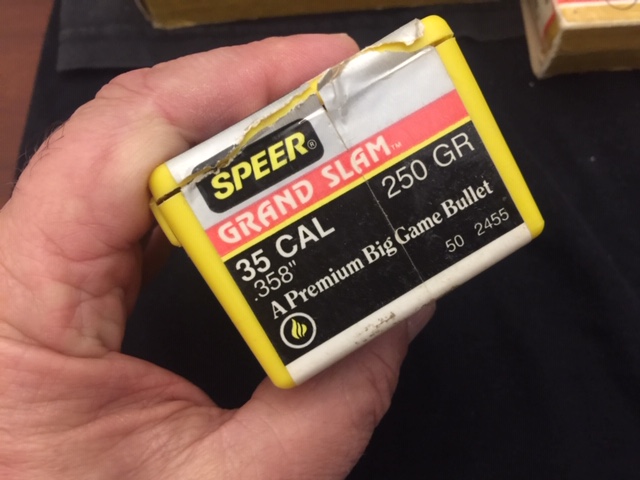 SPEER®
GRAND SLAM™
35 CAL 250 GR
.358"
A Premium Big Game Bullet
50 2455